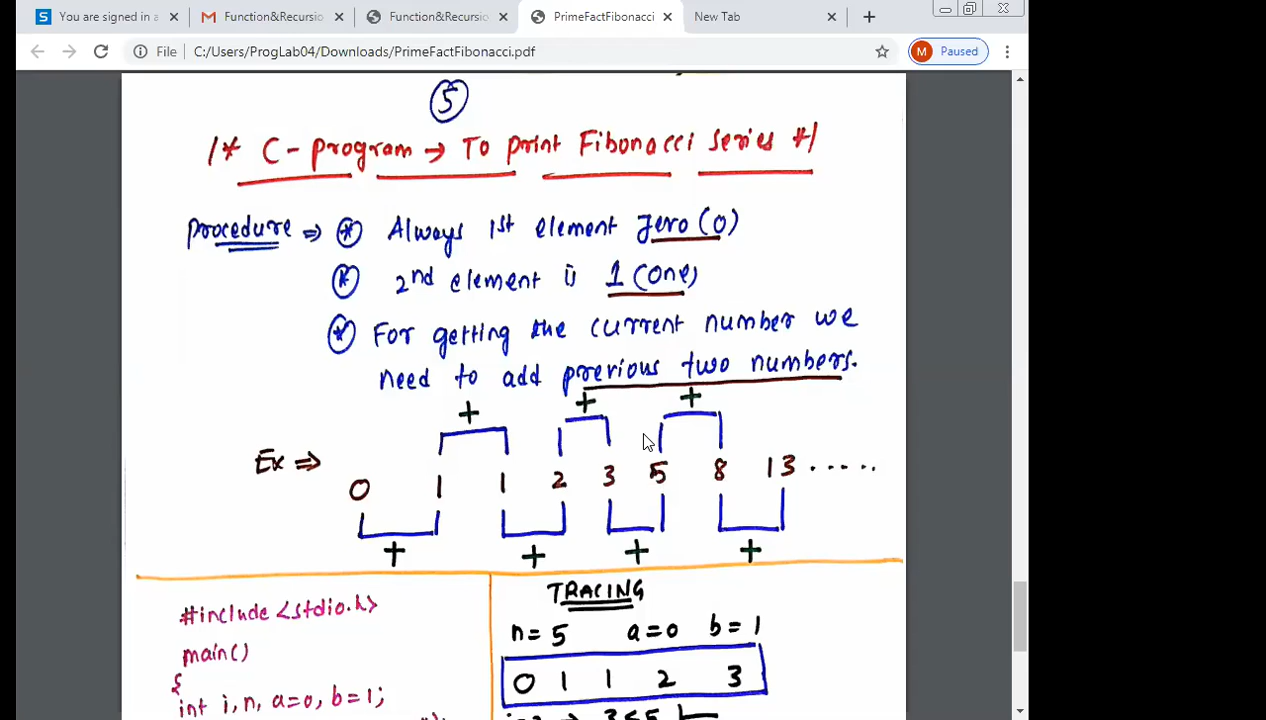 You are signed in a
Function&Recursio
Function&Recursio
PrimeFactFibonacci
New Tab
File
C:/Users/ProgLab04/Downloads/PrimeFactFibonacci.pdf
M Paused
5
/* C-program → To print Fibonacci series */
Procedure ⇒ * Always 1st element zero (0)
* 2nd element is 1 (one)
* For getting the current number we
need to add previous two numbers.
+ + +
Ex ⇒ 0 1 1 2 3 5 8 13 .....
+ + + +
#include <stdio.h>
main()
{
int i, n, a=0, b=1;
TRACING
n=5 a=0 b=1
0 1 1 2 3